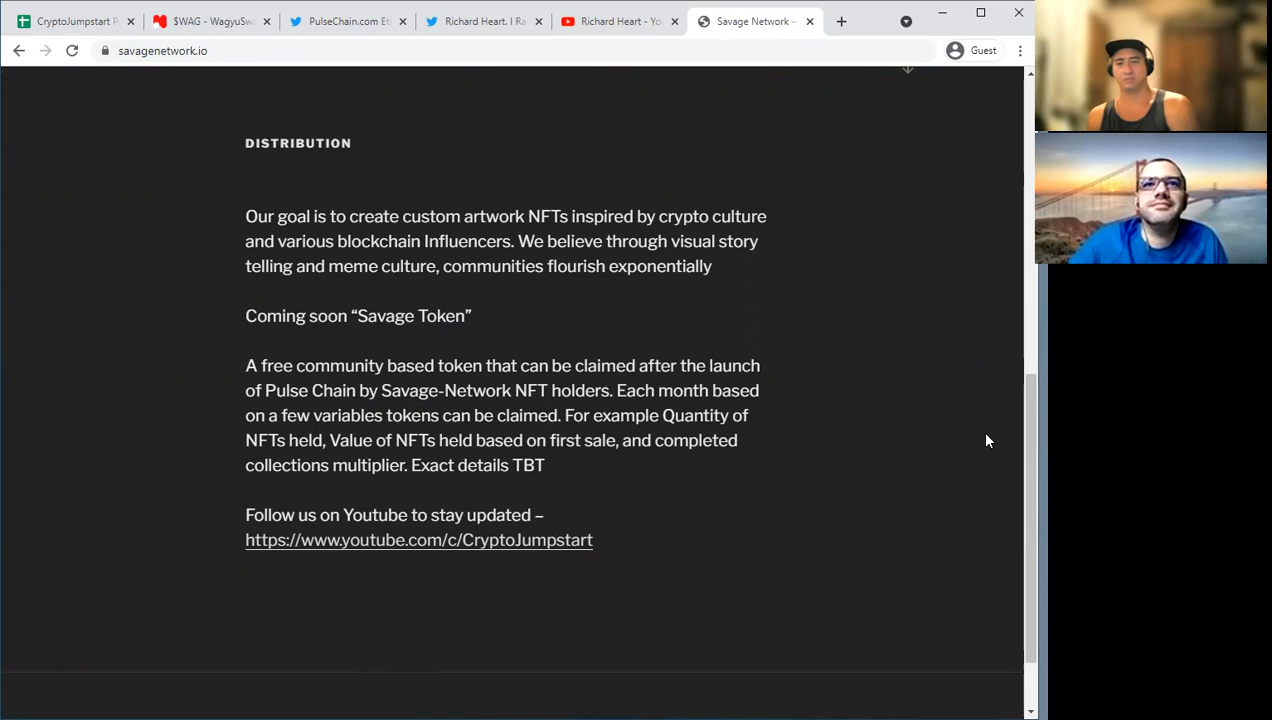 CryptoJumpstart P
$WAG - WagyuSw
PulseChain.com Et
Richard Heart. I Ra
Richard Heart - Yo
Savage Network –
savagenetwork.io
Guest
DISTRIBUTION
Our goal is to create custom artwork NFTs inspired by crypto culture
and various blockchain Influencers. We believe through visual story
telling and meme culture, communities flourish exponentially
Coming soon “Savage Token”
A free community based token that can be claimed after the launch
of Pulse Chain by Savage-Network NFT holders. Each month based
on a few variables tokens can be claimed. For example Quantity of
NFTs held, Value of NFTs held based on first sale, and completed
collections multiplier. Exact details TBT
Follow us on Youtube to stay updated –
https://www.youtube.com/c/CryptoJumpstart